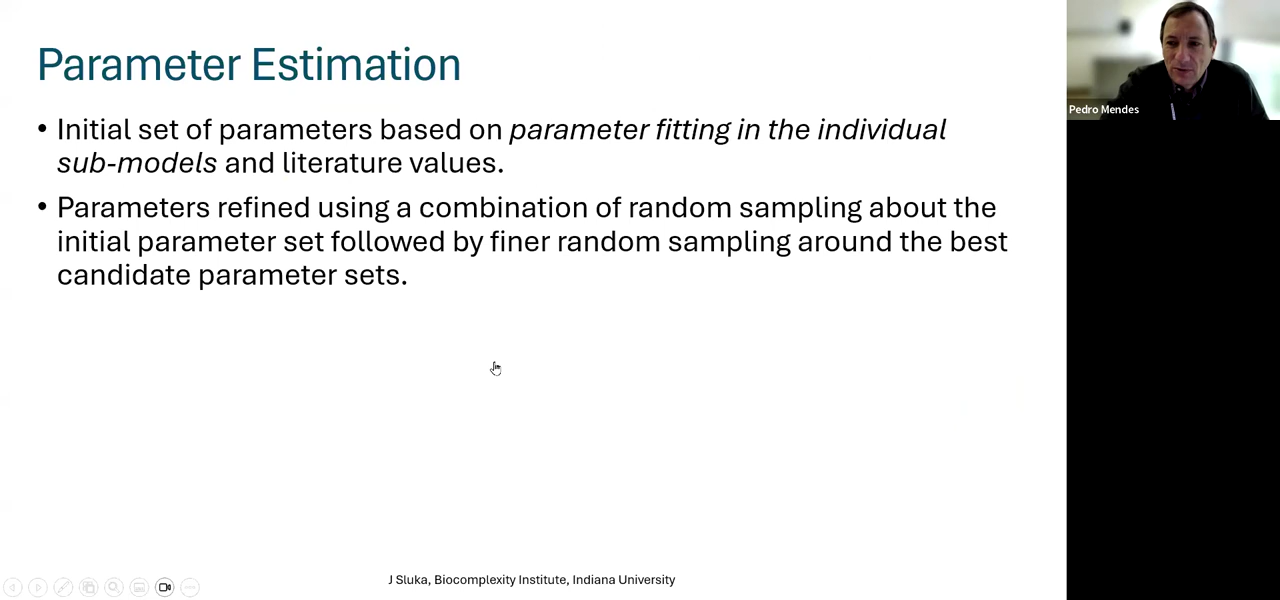 Parameter Estimation
• Initial set of parameters based on parameter fitting in the individual
sub-models and literature values.
• Parameters refined using a combination of random sampling about the
initial parameter set followed by finer random sampling around the best
candidate parameter sets.
J Sluka, Biocomplexity Institute, Indiana University
Pedro Mendes